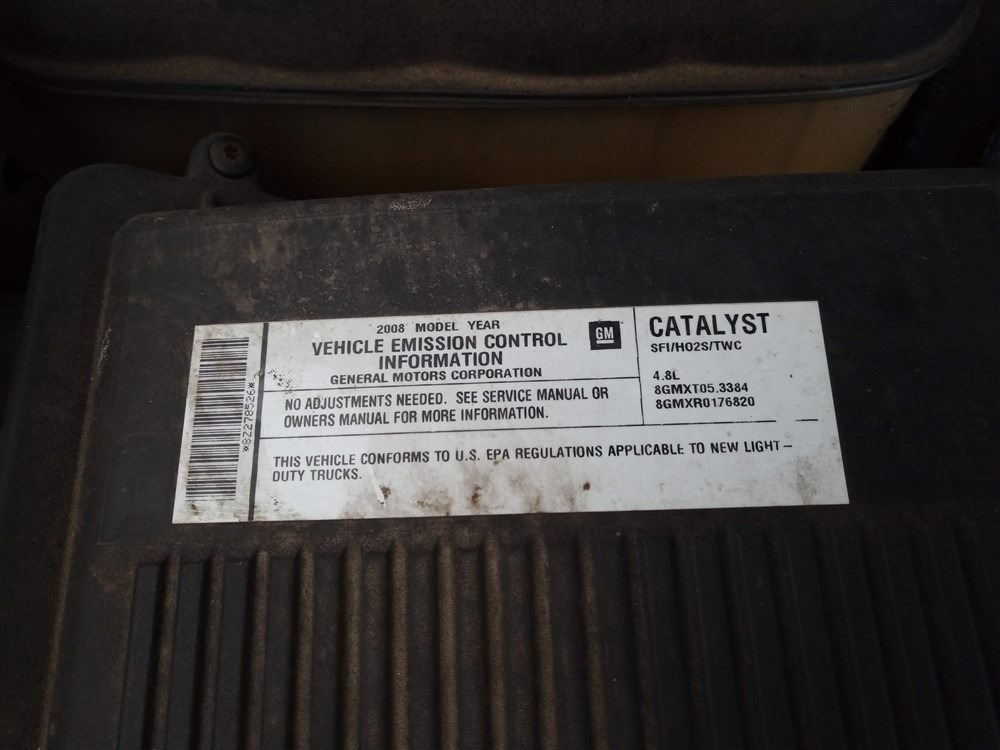 2008 MODEL YEAR
VEHICLE EMISSION CONTROL
INFORMATION
GENERAL MOTORS CORPORATION
GM
NO ADJUSTMENTS NEEDED. SEE SERVICE MANUAL OR
OWNERS MANUAL FOR MORE INFORMATION.
CATALYST
SFI/HO2S/TWC
4.8L
8GMXT05.3384
8GMXR0176820
THIS VEHICLE CONFORMS TO U.S. EPA REGULATIONS APPLICABLE TO NEW LIGHT–
DUTY TRUCKS.
*8Z278526*